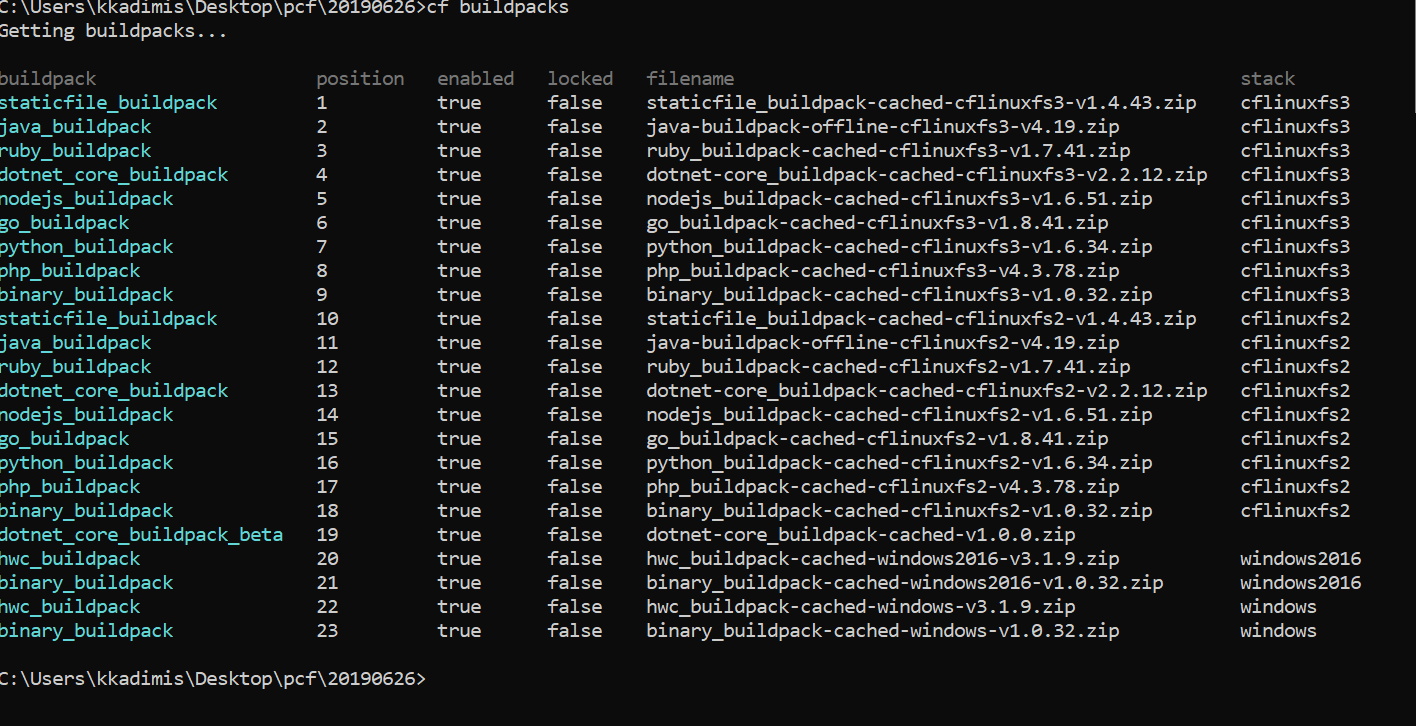 C:\Users\kkadimis\Desktop\pcf\20190626>cf buildpacks
Getting buildpacks...
buildpack position enabled locked filename stack
staticfile_buildpack 1 true false staticfile_buildpack-cached-cflinuxfs3-v1.4.43.zip cflinuxfs3
java_buildpack 2 true false java-buildpack-offline-cflinuxfs3-v4.19.zip cflinuxfs3
ruby_buildpack 3 true false ruby_buildpack-cached-cflinuxfs3-v1.7.41.zip cflinuxfs3
dotnet_core_buildpack 4 true false dotnet-core_buildpack-cached-cflinuxfs3-v2.2.12.zip cflinuxfs3
nodejs_buildpack 5 true false nodejs_buildpack-cached-cflinuxfs3-v1.6.51.zip cflinuxfs3
go_buildpack 6 true false go_buildpack-cached-cflinuxfs3-v1.8.41.zip cflinuxfs3
python_buildpack 7 true false python_buildpack-cached-cflinuxfs3-v1.6.34.zip cflinuxfs3
php_buildpack 8 true false php_buildpack-cached-cflinuxfs3-v4.3.78.zip cflinuxfs3
binary_buildpack 9 true false binary_buildpack-cached-cflinuxfs3-v1.0.32.zip cflinuxfs3
staticfile_buildpack 10 true false staticfile_buildpack-cached-cflinuxfs2-v1.4.43.zip cflinuxfs2
java_buildpack 11 true false java-buildpack-offline-cflinuxfs2-v4.19.zip cflinuxfs2
ruby_buildpack 12 true false ruby_buildpack-cached-cflinuxfs2-v1.7.41.zip cflinuxfs2
dotnet_core_buildpack 13 true false dotnet-core_buildpack-cached-cflinuxfs2-v2.2.12.zip cflinuxfs2
nodejs_buildpack 14 true false nodejs_buildpack-cached-cflinuxfs2-v1.6.51.zip cflinuxfs2
go_buildpack 15 true false go_buildpack-cached-cflinuxfs2-v1.8.41.zip cflinuxfs2
python_buildpack 16 true false python_buildpack-cached-cflinuxfs2-v1.6.34.zip cflinuxfs2
php_buildpack 17 true false php_buildpack-cached-cflinuxfs2-v4.3.78.zip cflinuxfs2
binary_buildpack 18 true false binary_buildpack-cached-cflinuxfs2-v1.0.32.zip cflinuxfs2
dotnet_core_buildpack_beta 19 true false dotnet-core_buildpack-cached-v1.0.0.zip
hwc_buildpack 20 true false hwc_buildpack-cached-windows2016-v3.1.9.zip windows2016
binary_buildpack 21 true false binary_buildpack-cached-windows2016-v1.0.32.zip windows2016
hwc_buildpack 22 true false hwc_buildpack-cached-windows-v3.1.9.zip windows
binary_buildpack 23 true false binary_buildpack-cached-windows-v1.0.32.zip windows
C:\Users\kkadimis\Desktop\pcf\20190626>